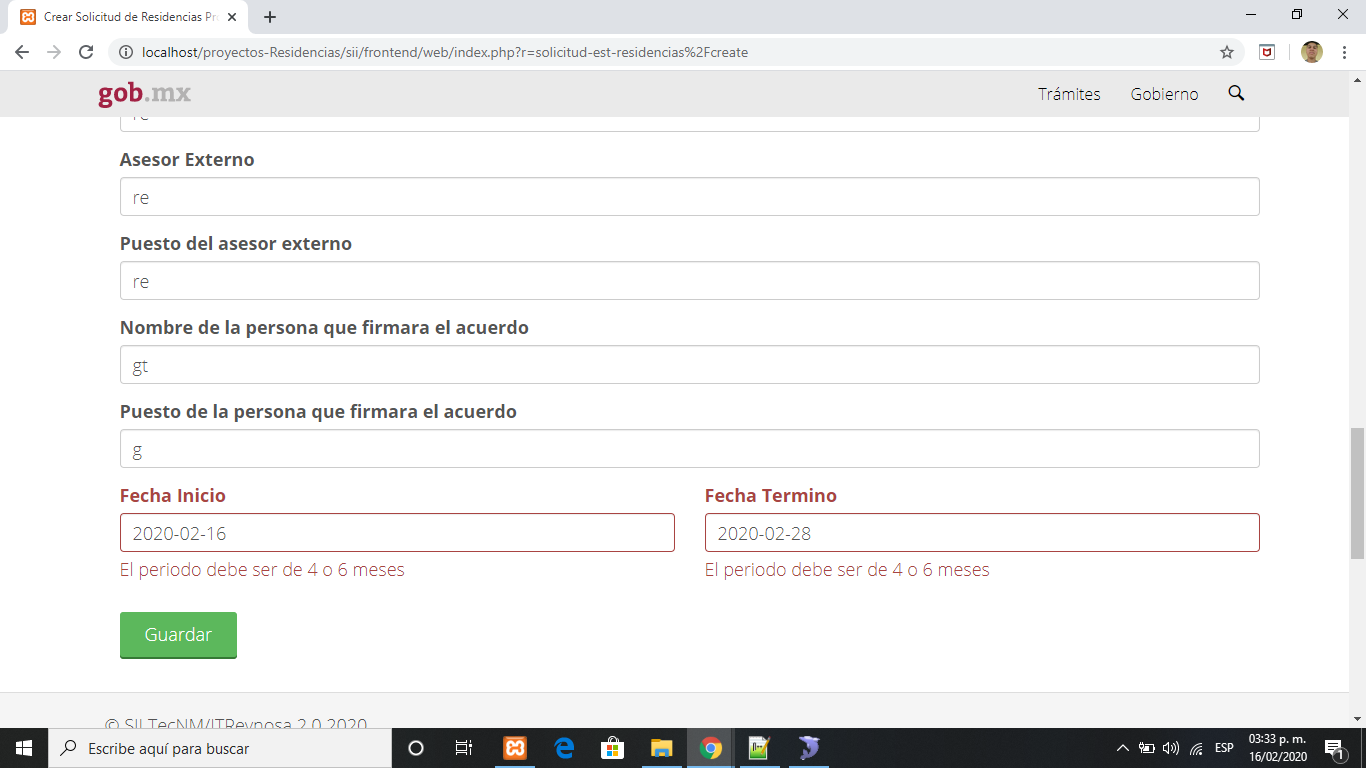 Crear Solicitud de Residencias Pr
localhost/proyectos-Residencias/sii/frontend/web/index.php?r=solicitud-est-residencias%2Fcreate
gob.mx
Trámites
Gobierno
re
Asesor Externo
re
Puesto del asesor externo
re
Nombre de la persona que firmara el acuerdo
gt
Puesto de la persona que firmara el acuerdo
g
Fecha Inicio
Fecha Termino
2020-02-16
2020-02-28
El periodo debe ser de 4 o 6 meses
El periodo debe ser de 4 o 6 meses
Guardar
© SII TecNM/ITReynosa 2.0 2020
Escribe aquí para buscar
ESP
03:33 p. m.
16/02/2020
1